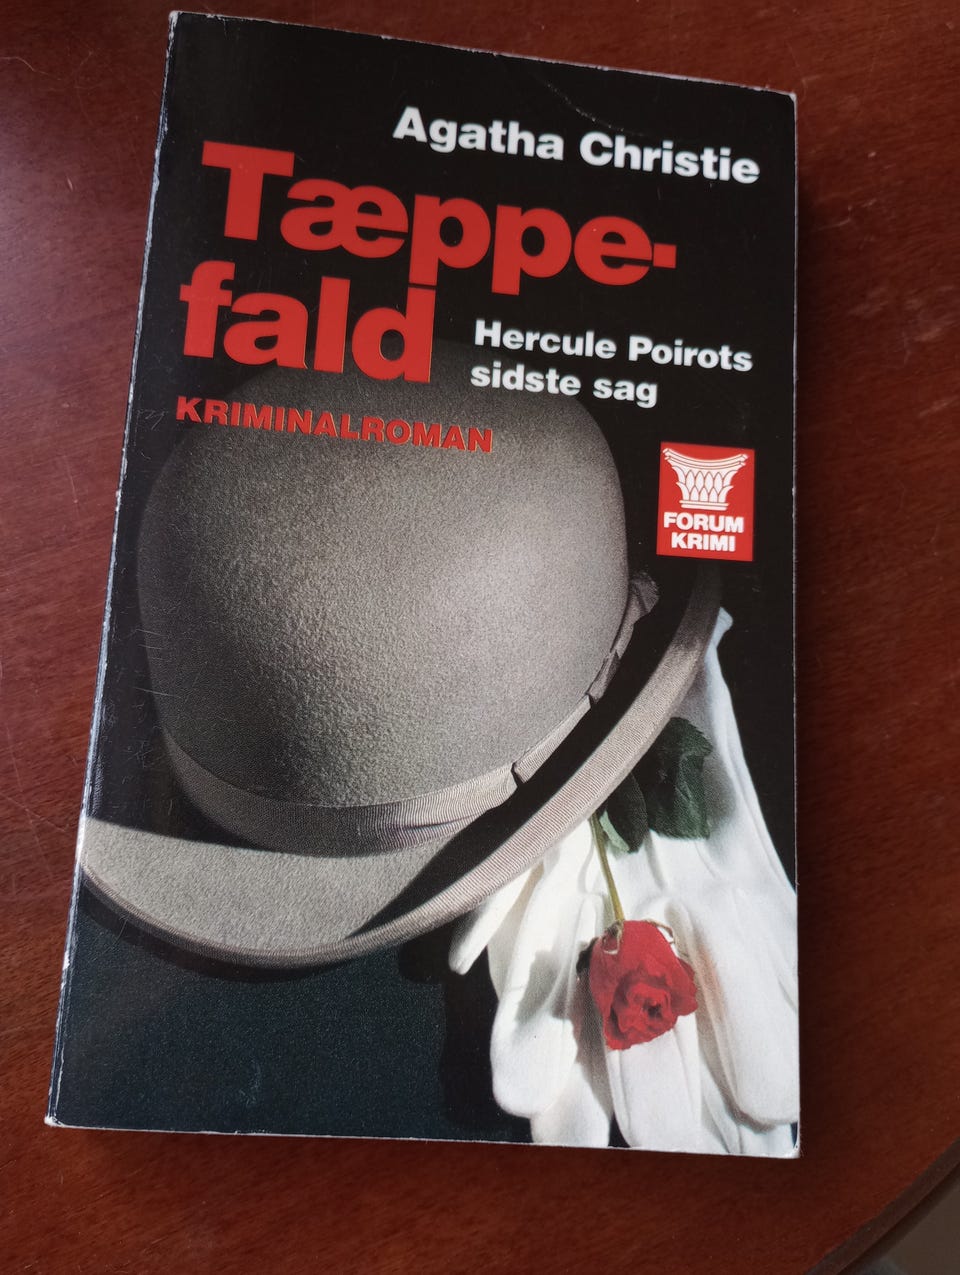 Agatha Christie
Tæppe-
fald
Hercule Poirots
sidste sag
KRIMINALROMAN
FORUM
KRIMI